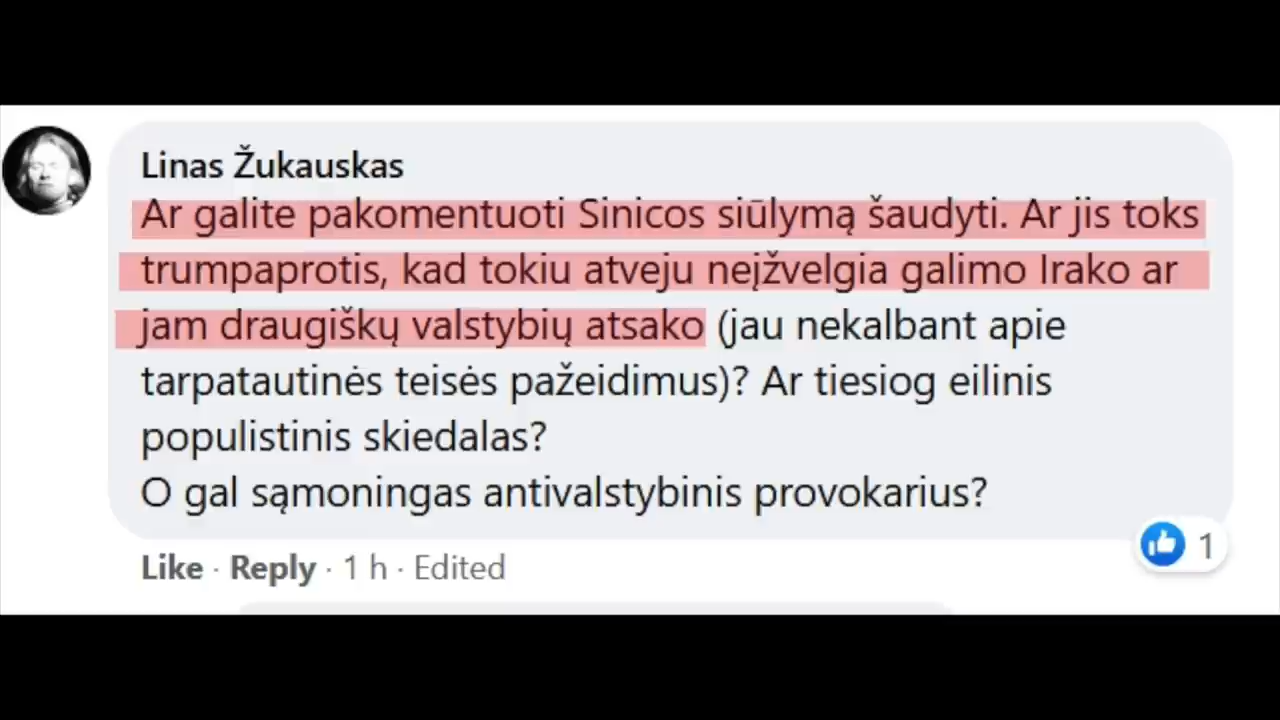 Linas Žukauskas
Ar galite pakomentuoti Sinicos siūlymą šaudyti. Ar jis toks
trumpaprotis, kad tokiu atveju neįžvelgia galimo Irako ar
jam draugiškų valstybių atsako (jau nekalbant apie
tarpatautinės teisės pažeidimus)? Ar tiesiog eilinis
populistinis skiedalas?
O gal sąmoningas antivalstybinis provokarius?
1
Like · Reply · 1 h · Edited